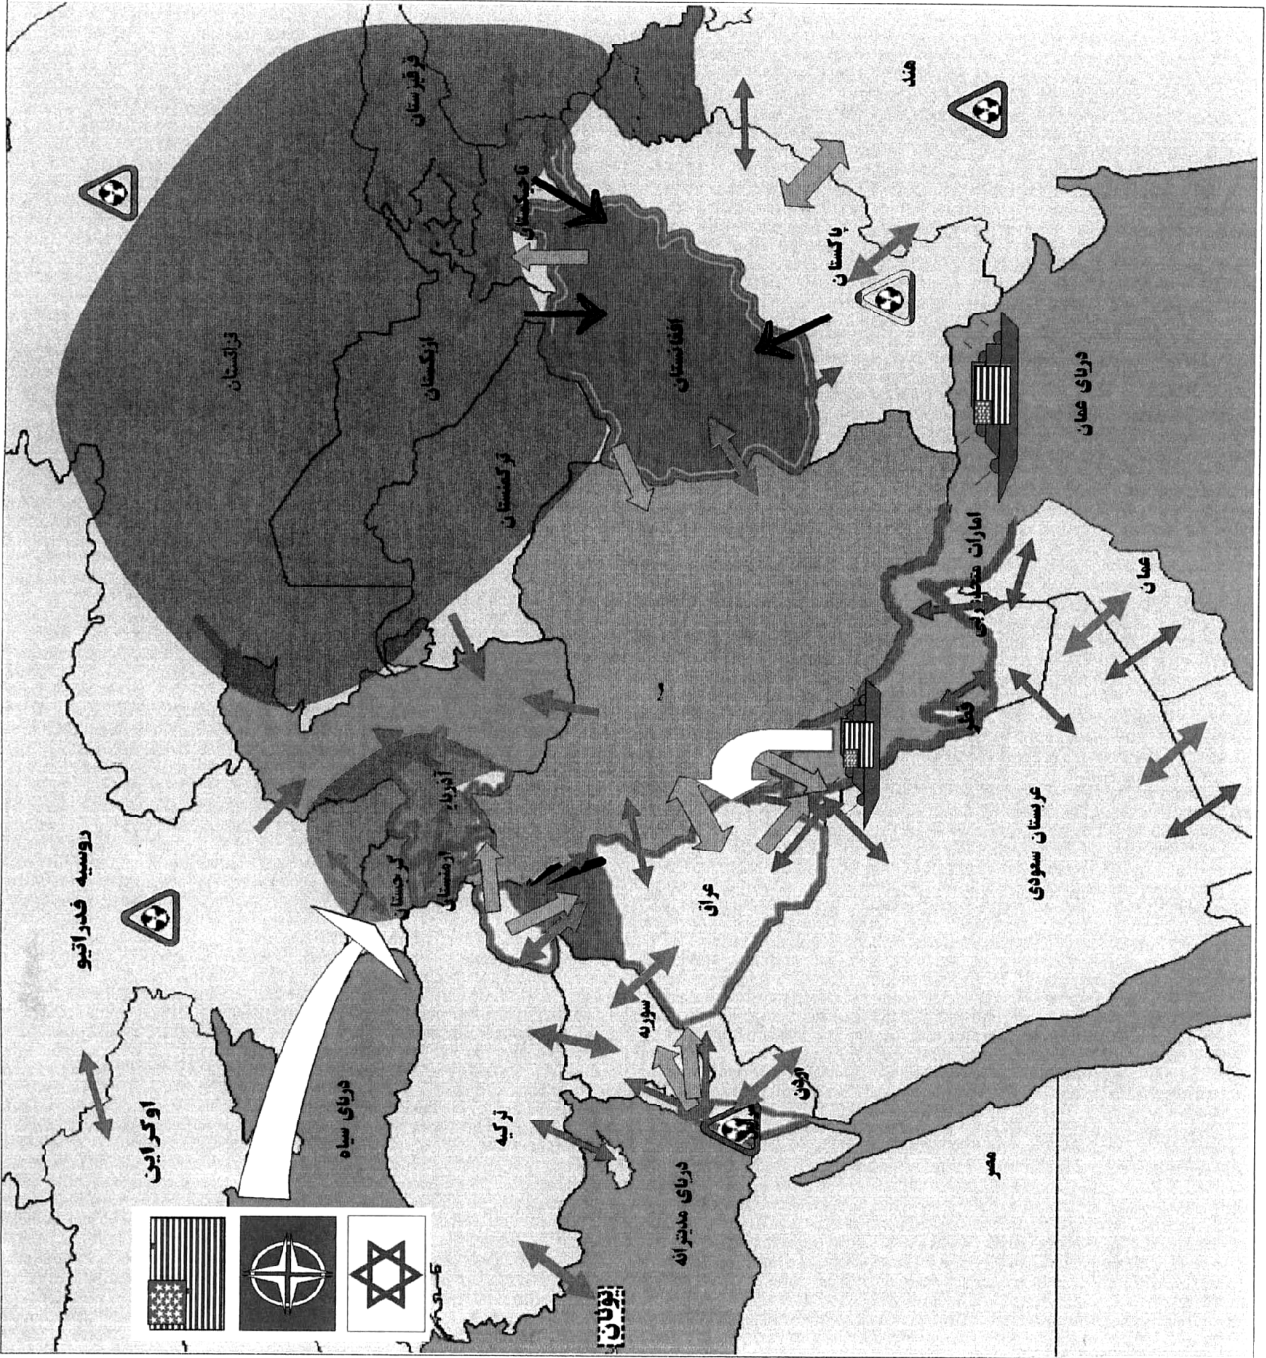 روسیه فدراتیو
اوکراین
قزاقستان
دریای سیاه
قرقیزستان
گرجستان
ازبکستان
ارمنستان
ترکمنستان
ترکیه
تاجیکستان
یونان
سوریه
افغانستان
دریای مدیترانه
عراق
اردن
پاکستان
هند
قطر
امارات متحده عربی
مصر
عربستان سعودی
دریای عمان
عمان